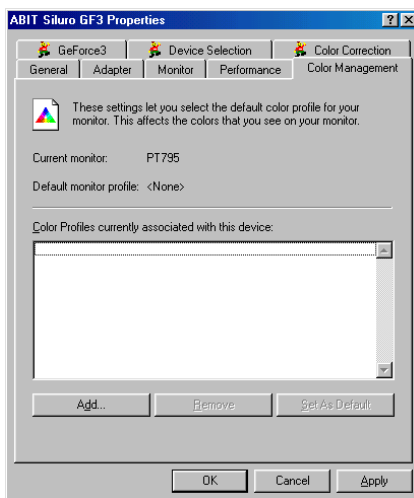 ABIT Siluro GF3 Properties
GeForce3 Device Selection Color Correction
General Adapter Monitor Performance Color Management
These settings let you select the default color profile for your
monitor. This affects the colors that you see on your monitor.
Current monitor: PT795
Default monitor profile: <None>
Color Profiles currently associated with this device:
Add... Remove Set As Default
OK Cancel Apply